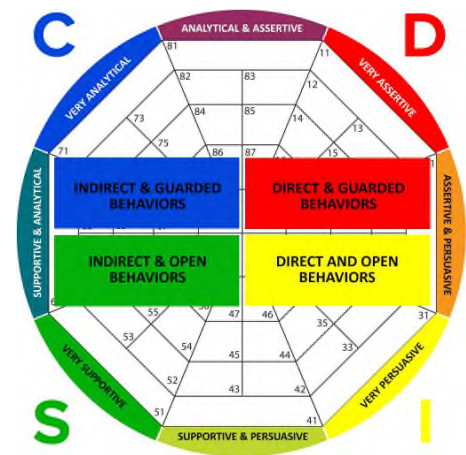 C
D
ANALYTICAL & ASSERTIVE
VERY ANALYTICAL
VERY ASSERTIVE
81
11
82
83
12
73
84
85
14
13
75
15
71
86
87
INDIRECT & GUARDED
BEHAVIORS
DIRECT & GUARDED
BEHAVIORS
SUPPORTIVE & ANALYTICAL
ASSERTIVE & PERSUASIVE
INDIRECT & OPEN
BEHAVIORS
DIRECT AND OPEN
BEHAVIORS
55
47
46
35
31
53
54
45
44
33
52
43
42
51
41
VERY SUPPORTIVE
VERY PERSUASIVE
SUPPORTIVE & PERSUASIVE
S
I